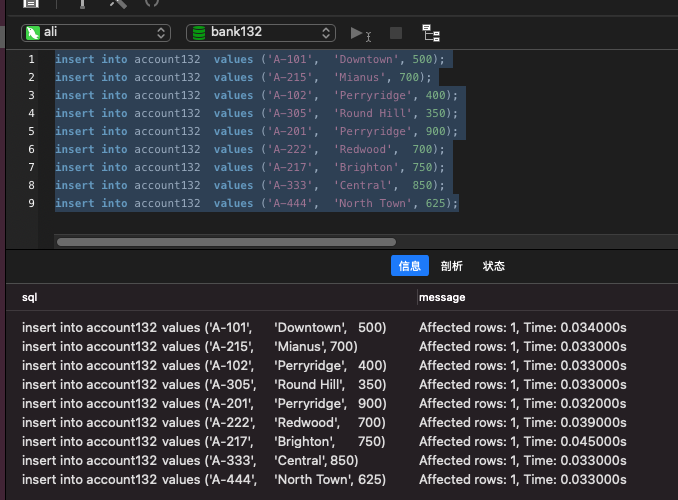 ali bank132
1 insert into account132  values ('A-101',  'Downtown', 500);
2 insert into account132  values ('A-215',  'Mianus', 700);
3 insert into account132  values ('A-102',  'Perryridge', 400);
4 insert into account132  values ('A-305',  'Round Hill', 350);
5 insert into account132  values ('A-201',  'Perryridge', 900);
6 insert into account132  values ('A-222',  'Redwood',  700);
7 insert into account132  values ('A-217',  'Brighton', 750);
8 insert into account132  values ('A-333',  'Central',  850);
9 insert into account132  values ('A-444',  'North Town', 625);
信息 剖析 状态
sql message
insert into account132 values ('A-101', 'Downtown', 500) Affected rows: 1, Time: 0.034000s
insert into account132 values ('A-215', 'Mianus', 700) Affected rows: 1, Time: 0.033000s
insert into account132 values ('A-102', 'Perryridge', 400) Affected rows: 1, Time: 0.033000s
insert into account132 values ('A-305', 'Round Hill', 350) Affected rows: 1, Time: 0.033000s
insert into account132 values ('A-201', 'Perryridge', 900) Affected rows: 1, Time: 0.032000s
insert into account132 values ('A-222', 'Redwood', 700) Affected rows: 1, Time: 0.039000s
insert into account132 values ('A-217', 'Brighton', 750) Affected rows: 1, Time: 0.045000s
insert into account132 values ('A-333', 'Central', 850) Affected rows: 1, Time: 0.033000s
insert into account132 values ('A-444', 'North Town', 625) Affected rows: 1, Time: 0.033000s